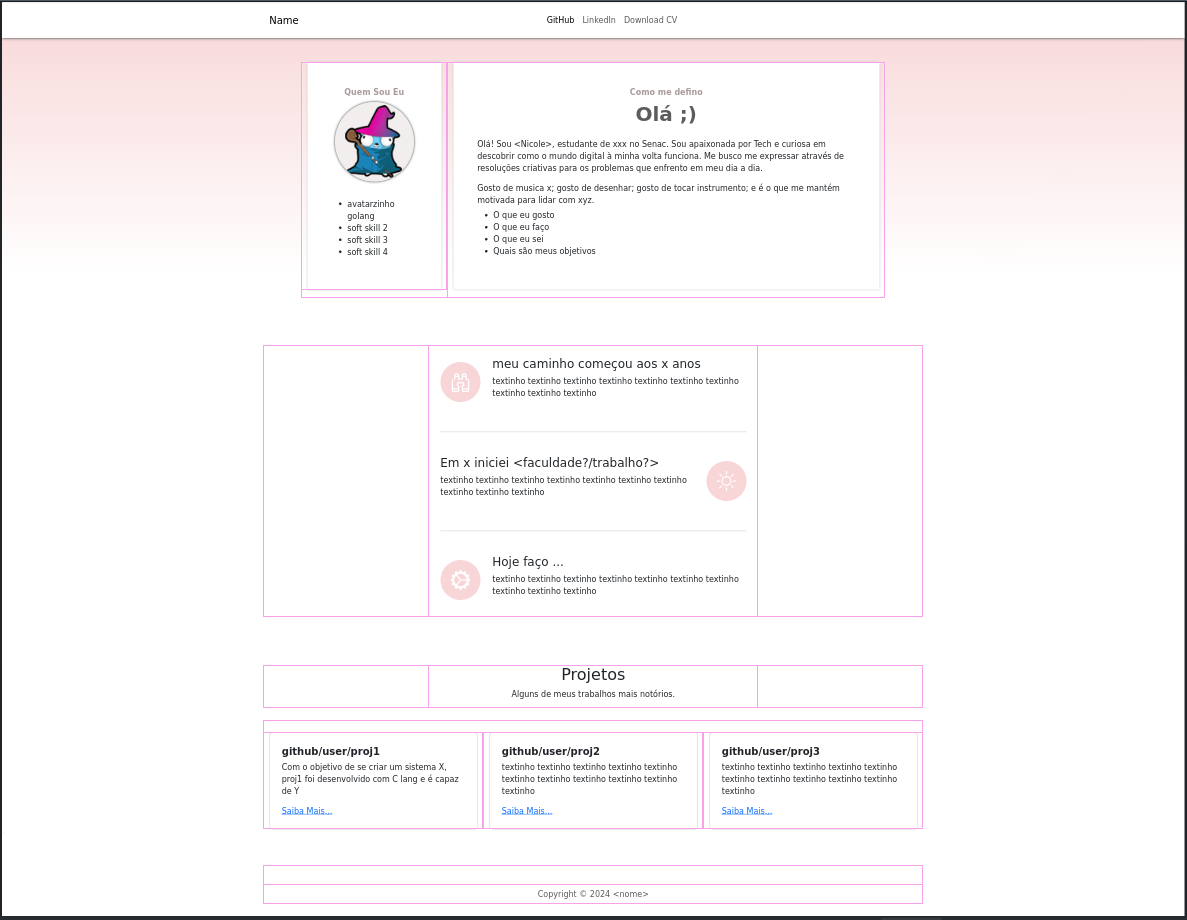 Name
GitHub LinkedIn Download CV
Quem Sou Eu
avatarzinho
golang
soft skill 2
soft skill 3
soft skill 4
Como me defino
Olá ;)
Olá! Sou <Nicole>, estudante de xxx no Senac. Sou apaixonada por Tech e curiosa em
descobrir como o mundo digital à minha volta funciona. Me busco me expressar através de
resoluções criativas para os problemas que enfrento em meu dia a dia.
Gosto de musica x; gosto de desenhar; gosto de tocar instrumento; e é o que me mantém
motivada para lidar com xyz.
O que eu gosto
O que eu faço
O que eu sei
Quais são meus objetivos
meu caminho começou aos x anos
textinho textinho textinho textinho textinho textinho textinho
textinho textinho textinho
Em x iniciei <faculdade?/trabalho?>
textinho textinho textinho textinho textinho textinho textinho
textinho textinho textinho
Hoje faço ...
textinho textinho textinho textinho textinho textinho textinho
textinho textinho textinho
Projetos
Alguns de meus trabalhos mais notórios.
github/user/proj1
Com o objetivo de se criar um sistema X,
proj1 foi desenvolvido com C lang e é capaz
de Y
Saiba Mais...
github/user/proj2
textinho textinho textinho textinho textinho
textinho textinho textinho textinho textinho
textinho
Saiba Mais...
github/user/proj3
textinho textinho textinho textinho textinho
textinho textinho textinho textinho textinho
textinho
Saiba Mais...
Copyright © 2024 <nome>